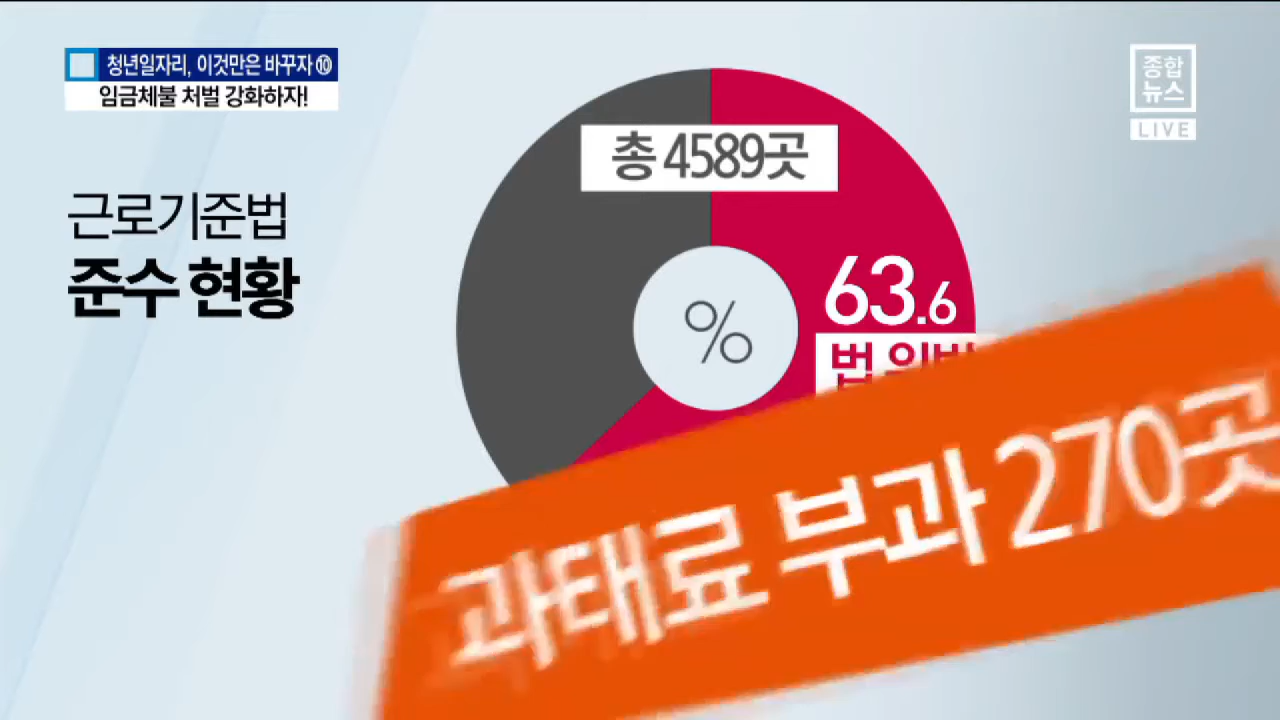 청년일자리, 이것만은 바꾸자 ⑩
임금체불 처벌 강화하자!
종합
뉴스
LIVE
근로기준법
준수 현황
총 4589곳
%
63.6
법
과태료 부과 270곳